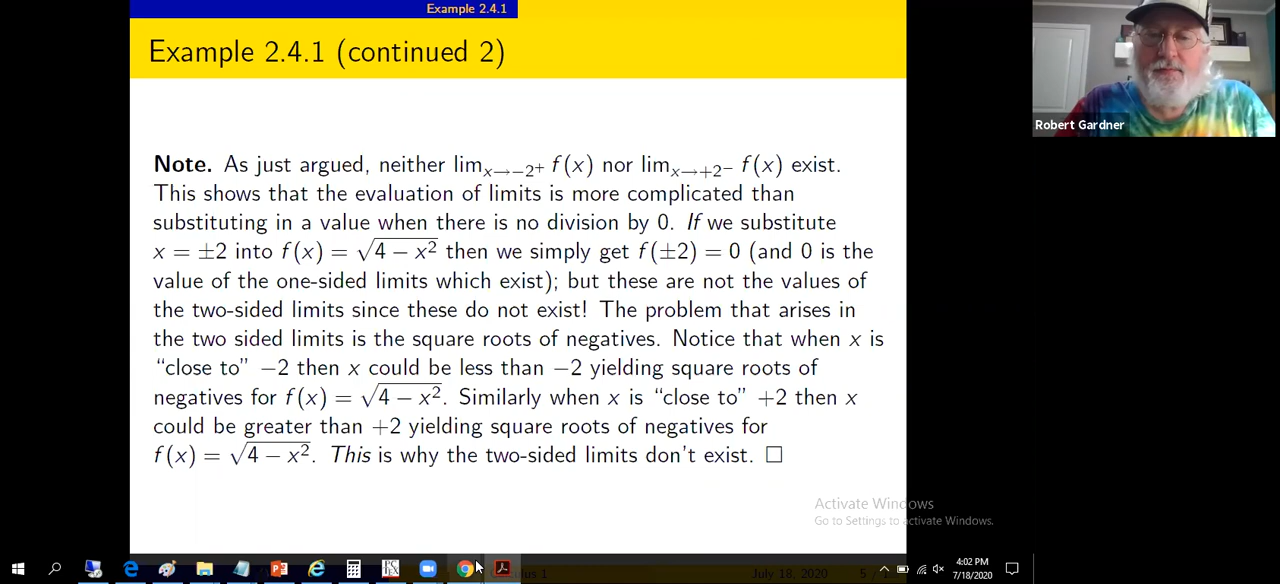 Example 2.4.1
Example 2.4.1 (continued 2)
Note. As just argued, neither lim_{x→−2⁺} f(x) nor lim_{x→+2⁻} f(x) exist.
This shows that the evaluation of limits is more complicated than
substituting in a value when there is no division by 0. If we substitute
x = ±2 into f(x) = √(4 − x²) then we simply get f(±2) = 0 (and 0 is the
value of the one-sided limits which exist); but these are not the values of
the two-sided limits since these do not exist! The problem that arises in
the two sided limits is the square roots of negatives. Notice that when x is
“close to” −2 then x could be less than −2 yielding square roots of
negatives for f(x) = √(4 − x²). Similarly when x is “close to” +2 then x
could be greater than +2 yielding square roots of negatives for
f(x) = √(4 − x²). This is why the two-sided limits don't exist. □
Robert Gardner
Activate Windows
Go to Settings to activate Windows.
July 18, 2020
4:02 PM
7/18/2020